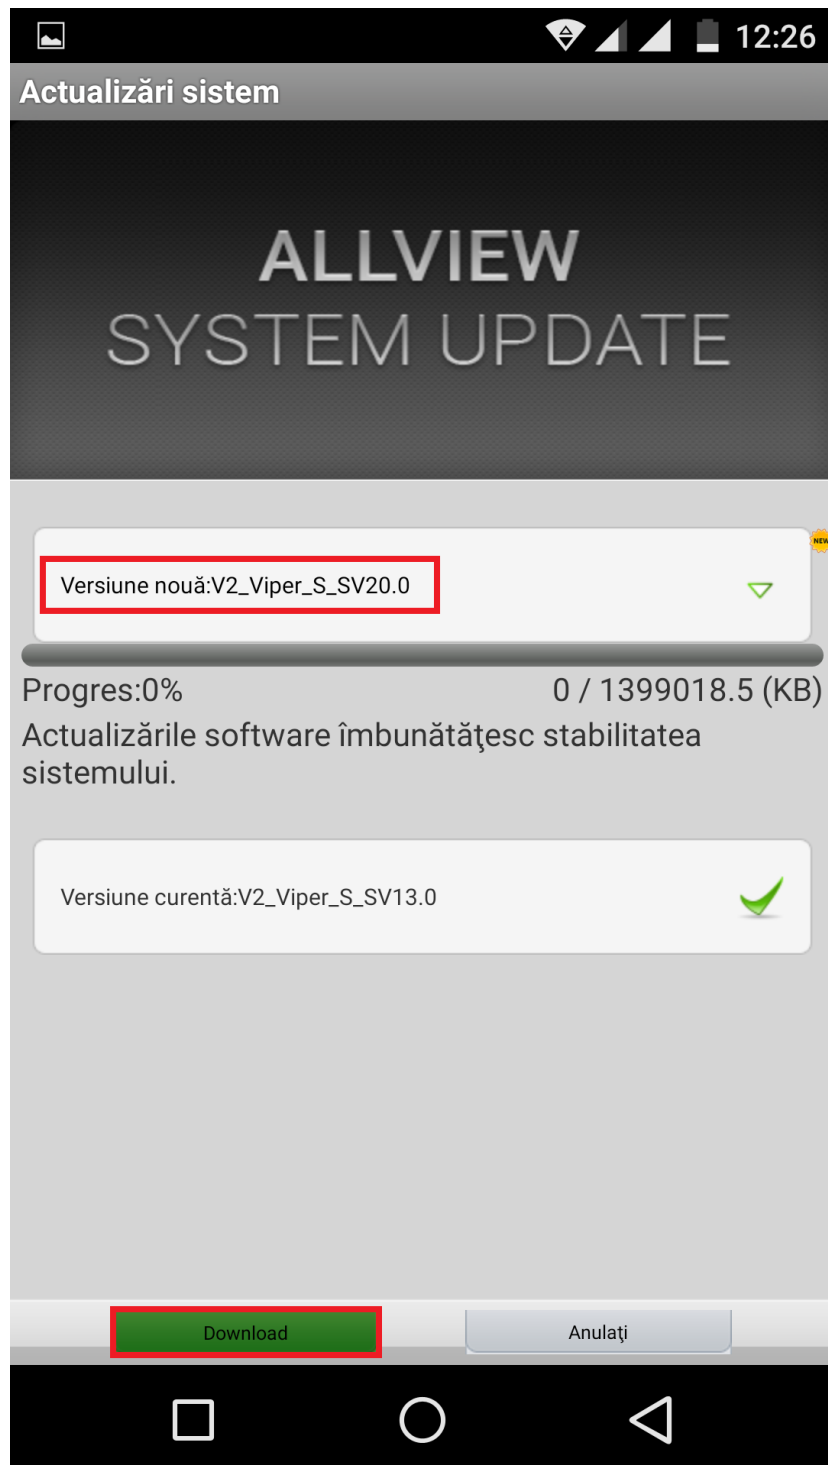 12:26
Actualizări sistem
ALLVIEW
SYSTEM UPDATE
NEW
Versiune nouă:V2_Viper_S_SV20.0
Progres:0% 0 / 1399018.5 (KB)
Actualizările software îmbunătăţesc stabilitatea
sistemului.
Versiune curentă:V2_Viper_S_SV13.0
Download Anulaţi